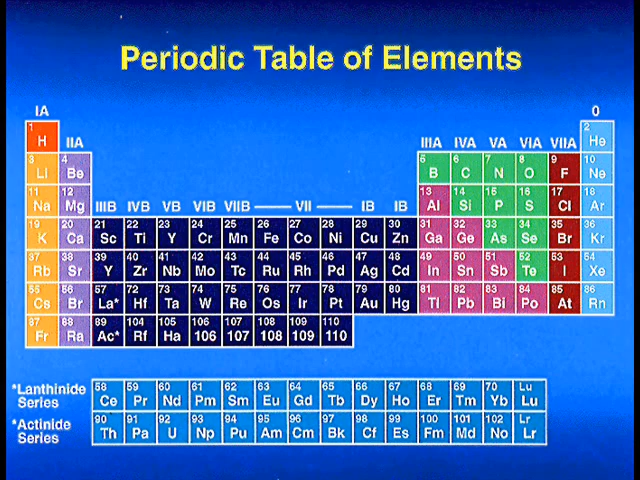 Periodic Table of Elements
IA 0
1 2
H IIA IIIA IVA VA VIA VIIA He
3 4 5 6 7 8 9 10
Li Be B C N O F Ne
11 12 13 14 15 16 17 18
Na Mg IIIB IVB VB VIB VIIB —— VII —— IB IB Al Si P S Cl Ar
19 20 21 22 23 24 25 26 27 28 29 30 31 32 33 34 35 36
K Ca Sc Ti Y Cr Mn Fe Co Ni Cu Zn Ga Ge As Se Br Kr
37 38 39 40 41 42 43 44 45 46 47 48 49 50 51 52 53 54
Rb Sr Y Zr Nb Mo Tc Ru Rh Pd Ag Cd In Sn Sb Te I Xe
55 56 57 72 73 74 75 76 77 78 79 80 81 82 83 84 85 86
Cs Br La* Hf Ta W Re Os Ir Pt Au Hg Tl Pb Bi Po At Rn
87 88 89 104 105 106 107 108 109 110
Fr Ra Ac* Rf Ha 106 107 108 109 110
*Lanthinide Series
58 59 60 61 62 63 64 65 66 67 68 69 70 Lu
Ce Pr Nd Pm Sm Eu Gd Tb Dy Ho Er Tm Yb Lu
*Actinide Series
90 91 92 93 94 95 96 97 98 99 100 101 102 Lr
Th Pa U Np Pu Am Cm Bk Cf Es Fm Md No Lr